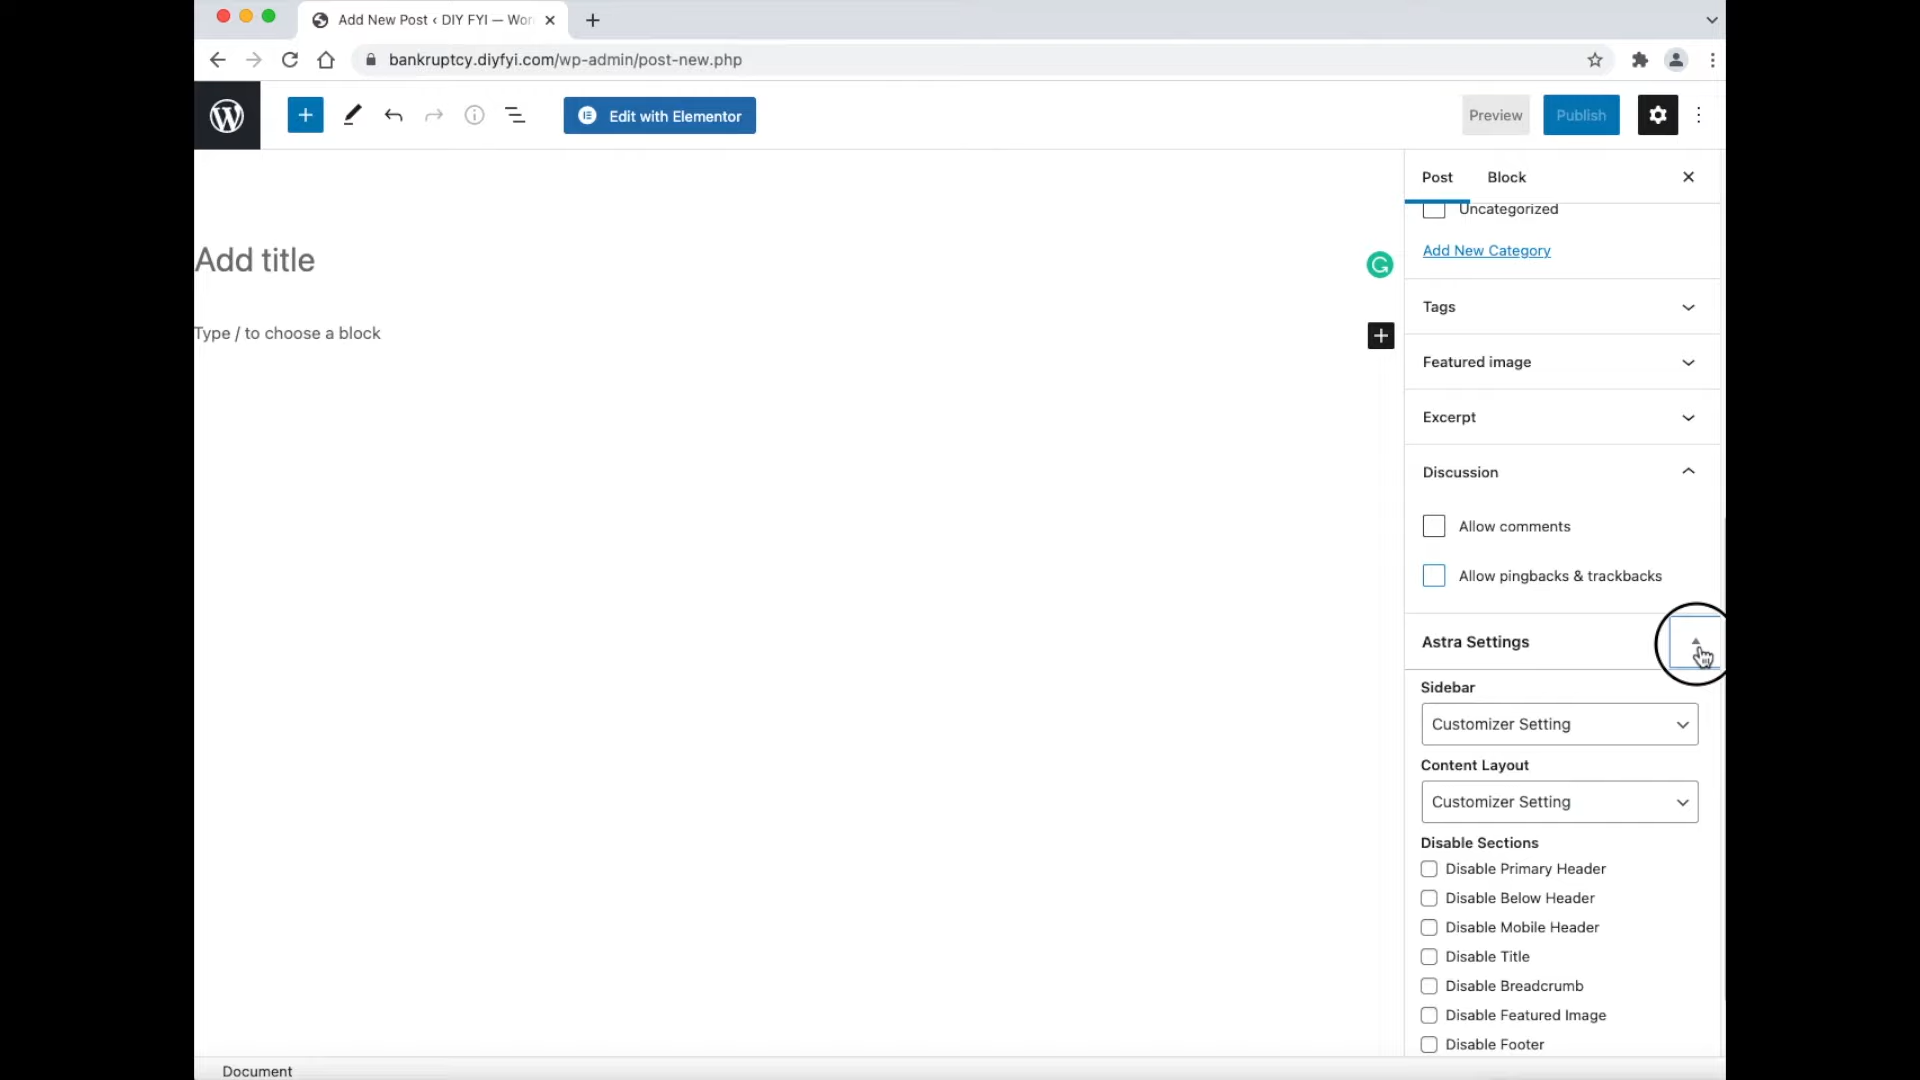 Add New Post ‹ DIY FYI — Wor
bankruptcy.diyfyi.com/wp-admin/post-new.php
Edit with Elementor
Preview
Publish
Post
Block
Uncategorized
Add New Category
Add title
Tags
Type / to choose a block
Featured image
Excerpt
Discussion
Allow comments
Allow pingbacks & trackbacks
Astra Settings
Sidebar
Customizer Setting
Content Layout
Customizer Setting
Disable Sections
Disable Primary Header
Disable Below Header
Disable Mobile Header
Disable Title
Disable Breadcrumb
Disable Featured Image
Disable Footer
Document